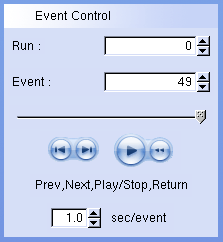 Event Control
Run : 0
Event : 49
Prev,Next,Play/Stop,Return
1.0 sec/event